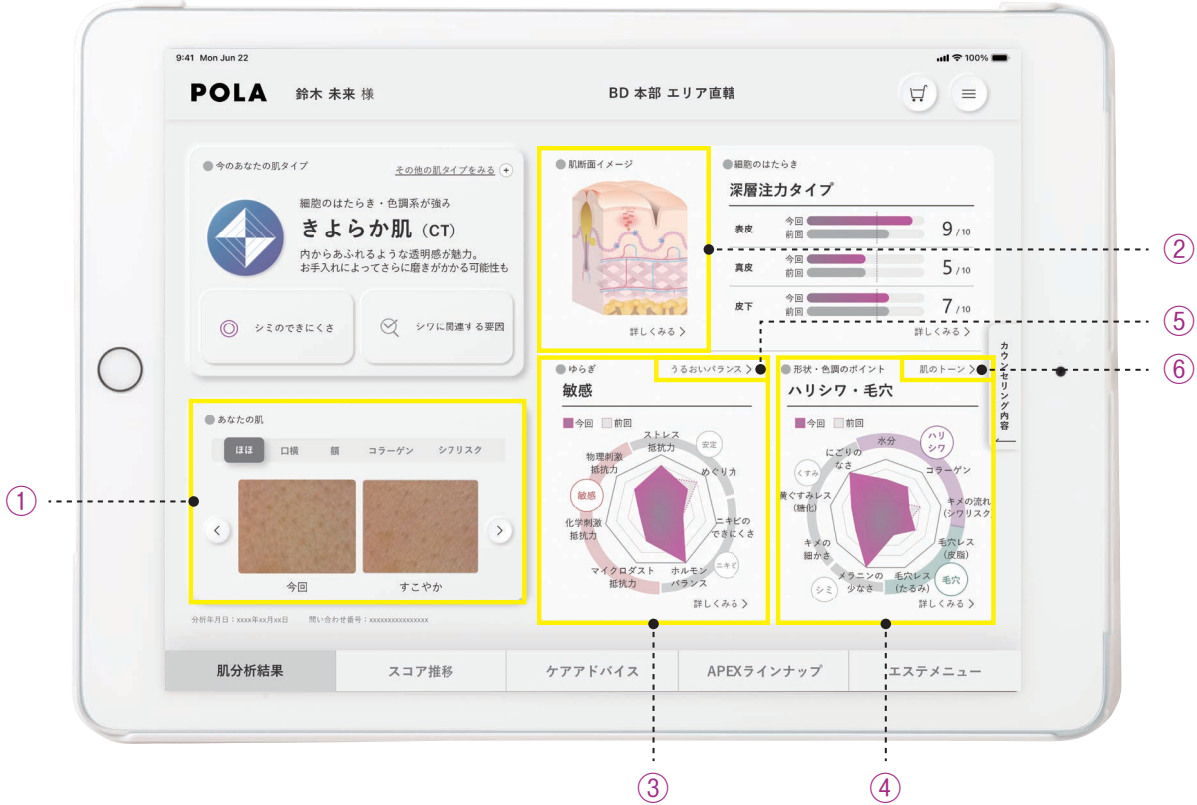 9:41 Mon Jun 22
100%
POLA
鈴木 未来 様
BD 本部 エリア直轄
今のあなたの肌タイプ
その他の肌タイプをみる
細胞のはたらき・色調系が強み
きよらか肌（CT）
内からあふれるような透明感が魅力。
お手入れによってさらに磨きがかかる可能性も
シミのできにくさ
シワに関連する要因
肌断面イメージ
詳しくみる
細胞のはたらき
深層注力タイプ
表皮
今回
前回
9 /10
真皮
今回
前回
5 /10
皮下
今回
前回
7 /10
詳しくみる
カウンセリング内容
あなたの肌
ほほ
口横
額
コラーゲン
シワリスク
今回
すこやか
分析年月日：xxxx年xx月xx日
問い合わせ番号：xxxxxxxxxxxxxxx
ゆらぎ
うるおいバランス
敏感
今回
前回
ストレス
抵抗力
安定
めぐり力
ニキビの
できにくさ
ニキビ
ホルモン
バランス
マイクロダスト
抵抗力
化学刺激
抵抗力
敏感
物理刺激
抵抗力
詳しくみる
形状・色調のポイント
肌のトーン
ハリシワ・毛穴
今回
前回
水分
ハリ
シワ
コラーゲン
キメの流れ
(シワリスク
毛穴レス
(皮脂)
毛穴
毛穴レス
(たるみ)
メラニンの
少なさ
シミ
キメの
細かさ
黄ぐすみレス
(糖化)
くすみ
にごりの
なさ
詳しくみる
肌分析結果
スコア推移
ケアアドバイス
APEXラインナップ
エステメニュー
①
②
⑤
⑥
③
④